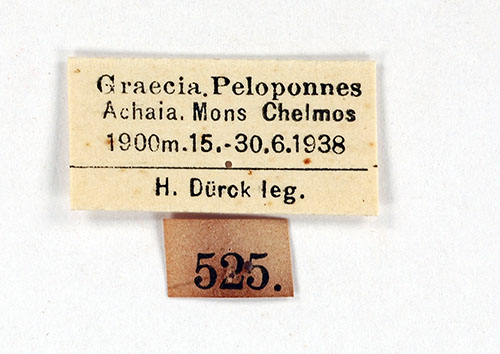 Graecia. Peloponnes
Achaia. Mons Chelmos
1900m.15.-30.6.1938
H. Dürck leg.
525.